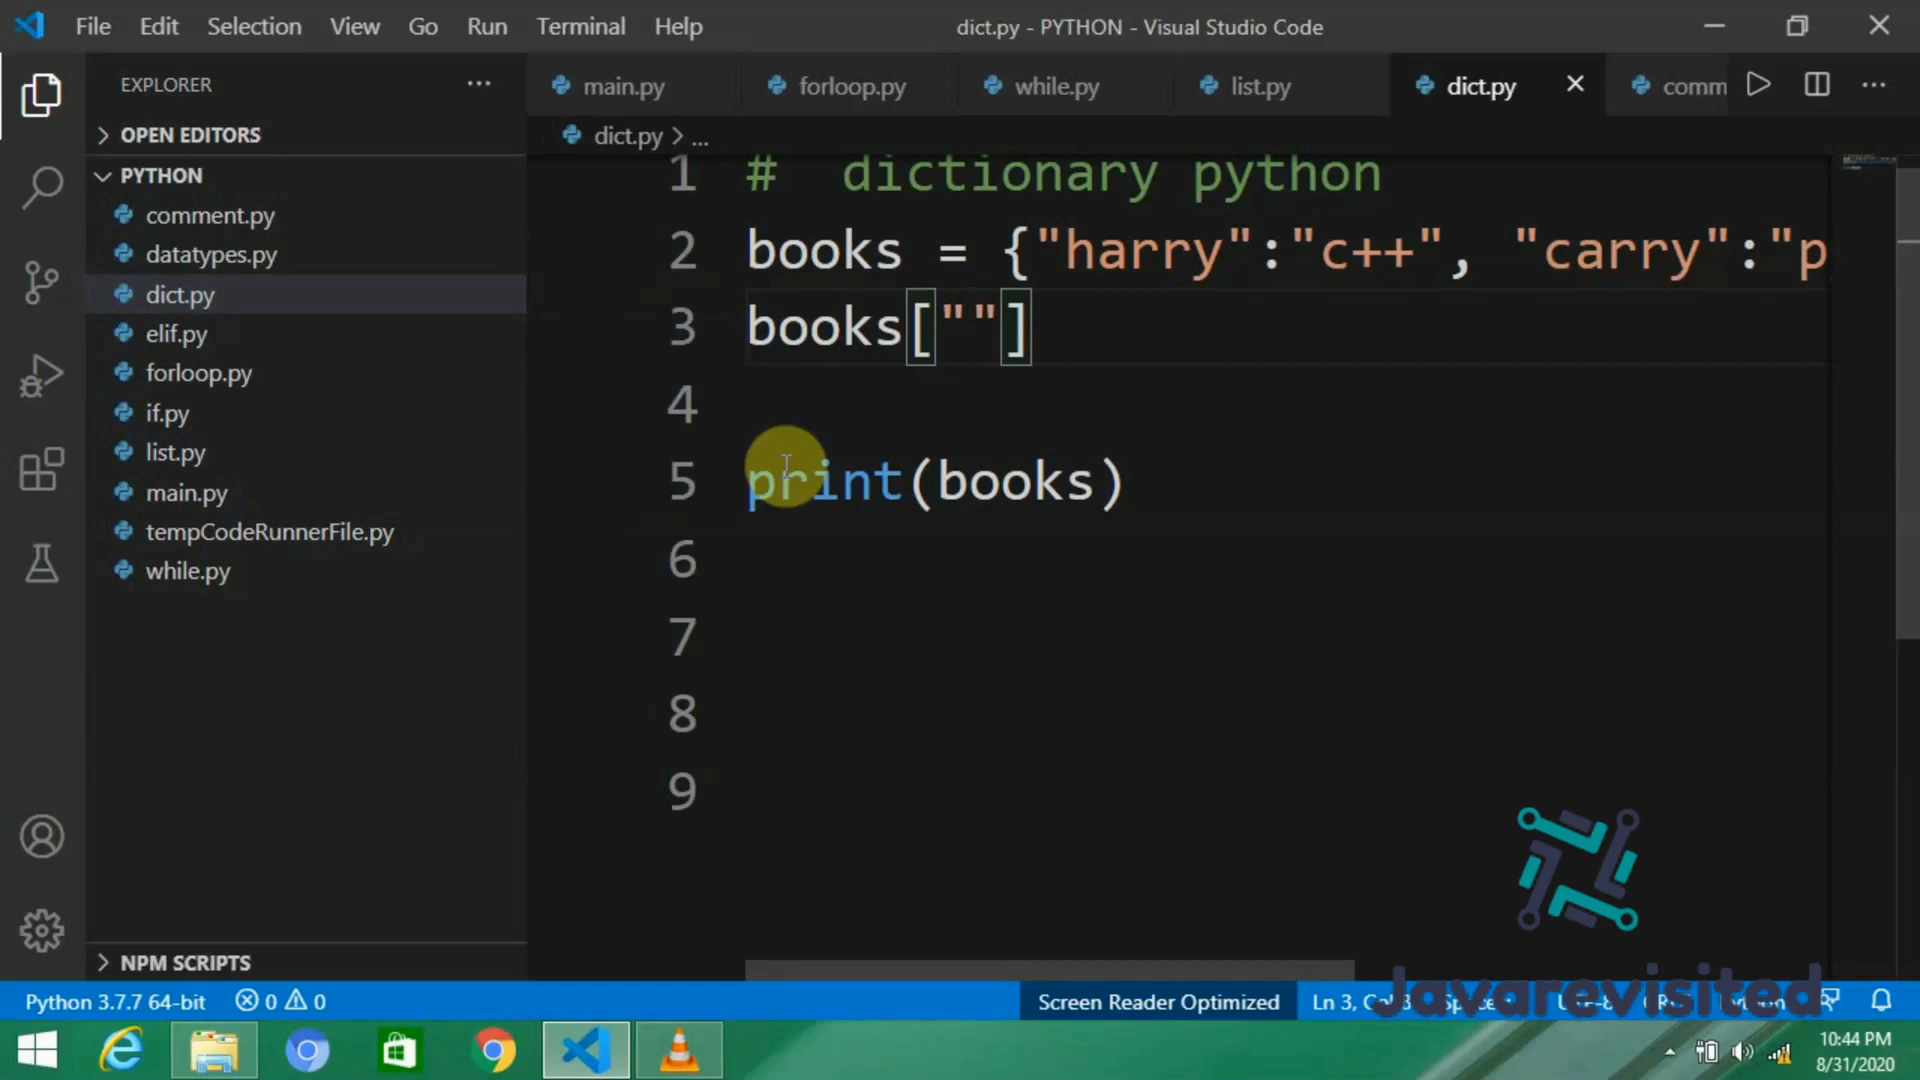 File Edit Selection View Go Run Terminal Help dict.py - PYTHON - Visual Studio Code
EXPLORER
main.py forloop.py while.py list.py dict.py comm
OPEN EDITORS
dict.py > ...
PYTHON
comment.py
datatypes.py
dict.py
elif.py
forloop.py
if.py
list.py
main.py
tempCodeRunnerFile.py
while.py
NPM SCRIPTS
1 # dictionary python
2 books = {"harry":"c++", "carry":"p
3 books[""]
4
5 print(books)
6
7
8
9
Javarevisited
Python 3.7.7 64-bit 0 0 Screen Reader Optimized Ln 3,
10:44 PM
8/31/2020